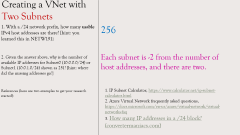 Creating a VNet with
Two Subnets
1. With a /24 network prefix, how many usable
IPv4 host addresses are there? (hint: you
learned this in NETW191)
256
2. Given the answer above, why is the number of
available IP addresses for Subnet0 (10.0.0.0/24) or
Subnet1 (10.0.1.0/24) shown as 251? (hint: where
did the missing addresses go?)
Each subnet is -2 from the number of
host addresses, and there are two.
References (here are two examples to get your research
started)
1. IP Subnet Calculator.
2. Azure Virtual Network frequently asked questions.
3. How many IP addresses in a /24 block?